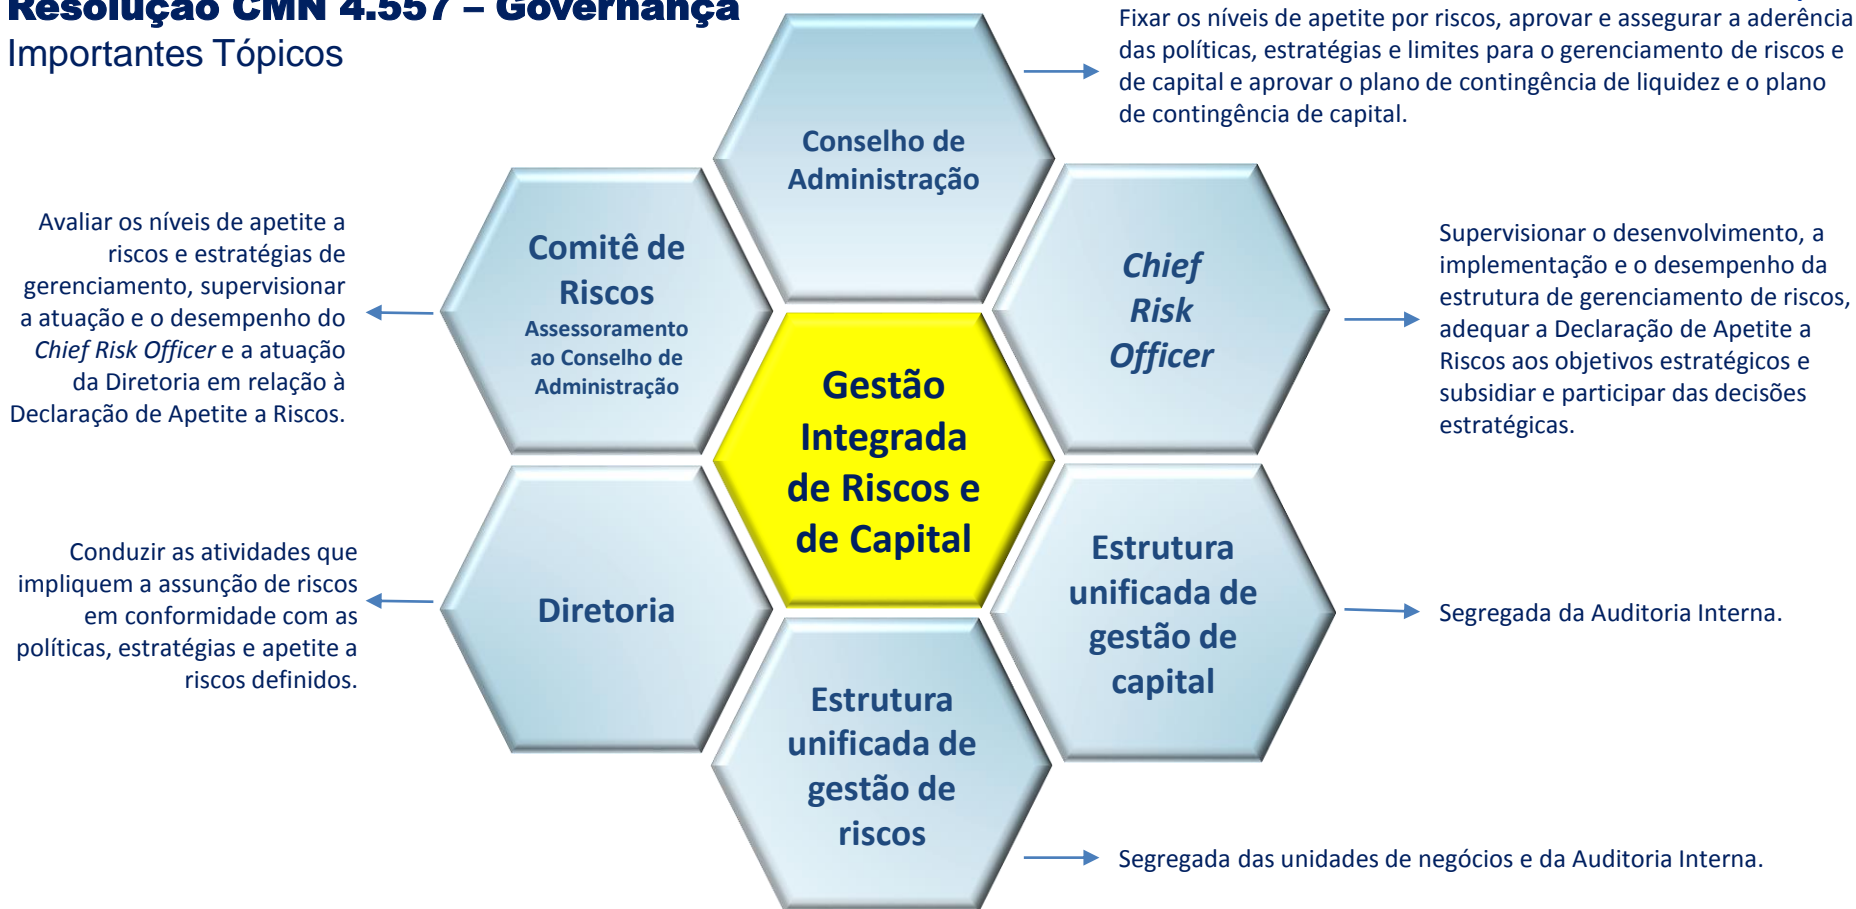 Resolução CMN 4.557 – Governança
Importantes Tópicos
Fixar os níveis de apetite por riscos, aprovar e assegurar a aderência
das políticas, estratégias e limites para o gerenciamento de riscos e
de capital e aprovar o plano de contingência de liquidez e o plano
de contingência de capital.
Conselho de
Administração
Avaliar os níveis de apetite a
riscos e estratégias de
gerenciamento, supervisionar
a atuação e o desempenho do
Chief Risk Officer e a atuação
da Diretoria em relação à
Declaração de Apetite a Riscos.
Comitê de
Riscos
Assessoramento
ao Conselho de
Administração
Chief
Risk
Officer
Supervisionar o desenvolvimento, a
implementação e o desempenho da
estrutura de gerenciamento de riscos,
adequar a Declaração de Apetite a
Riscos aos objetivos estratégicos e
subsidiar e participar das decisões
estratégicas.
Gestão
Integrada
de Riscos e
de Capital
Conduzir as atividades que
impliquem a assunção de riscos
em conformidade com as
políticas, estratégias e apetite a
riscos definidos.
Diretoria
Estrutura
unificada de
gestão de
capital
Segregada da Auditoria Interna.
Estrutura
unificada de
gestão de
riscos
Segregada das unidades de negócios e da Auditoria Interna.